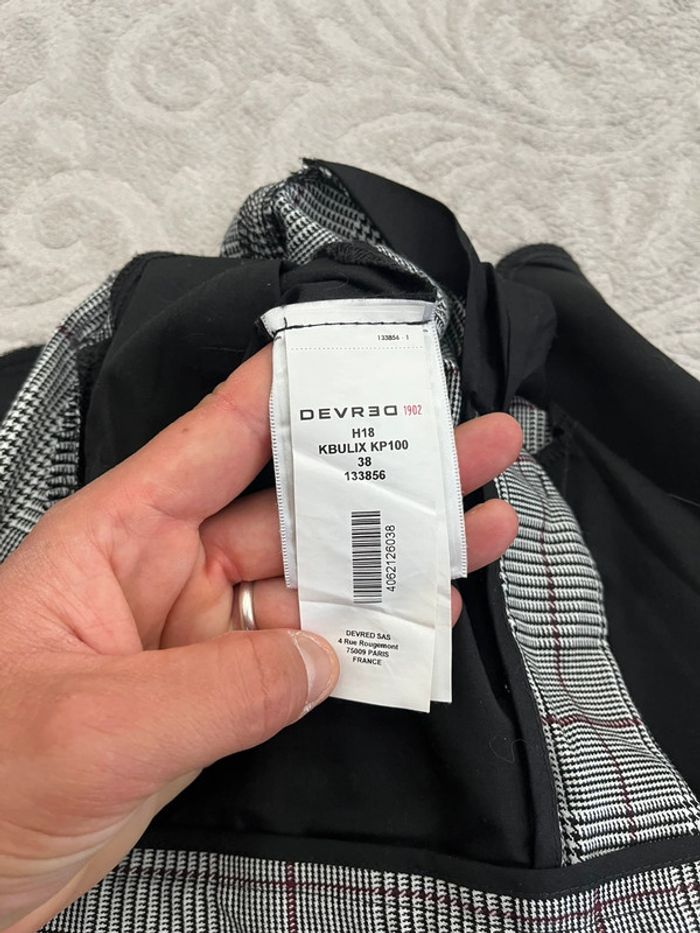 133856 - 1
DEVRED 1902
H18
KBULIX KP100
38
133856
4062126038
DEVRED SAS
4 Rue Rougemont
75009 PARIS
FRANCE